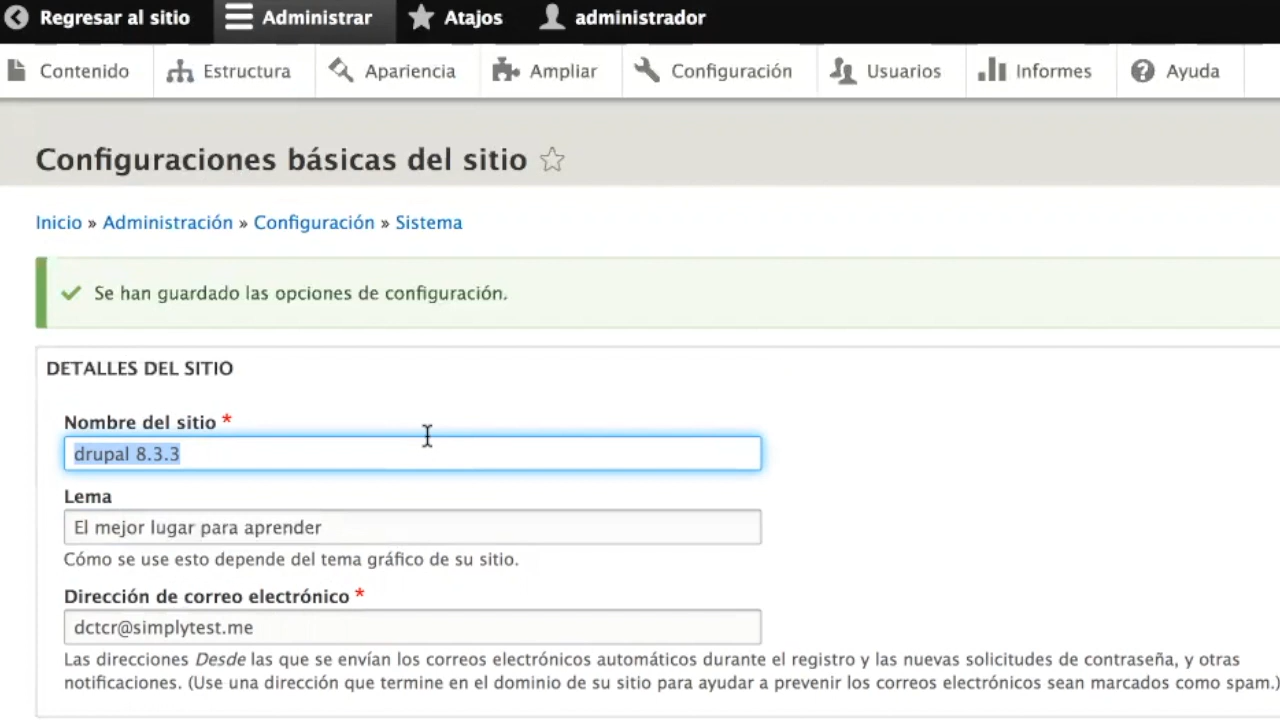 Regresar al sitio Administrar Atajos administrador
Contenido Estructura Apariencia Ampliar Configuración Usuarios Informes Ayuda
Configuraciones básicas del sitio
Inicio » Administración » Configuración » Sistema
Se han guardado las opciones de configuración.
DETALLES DEL SITIO
Nombre del sitio *
drupal 8.3.3
Lema
El mejor lugar para aprender
Cómo se use esto depende del tema gráfico de su sitio.
Dirección de correo electrónico *
dctcr@simplytest.me
Las direcciones Desde las que se envían los correos electrónicos automáticos durante el registro y las nuevas solicitudes de contraseña, y otras
notificaciones. (Use una dirección que termine en el dominio de su sitio para ayudar a prevenir los correos electrónicos sean marcados como spam.)